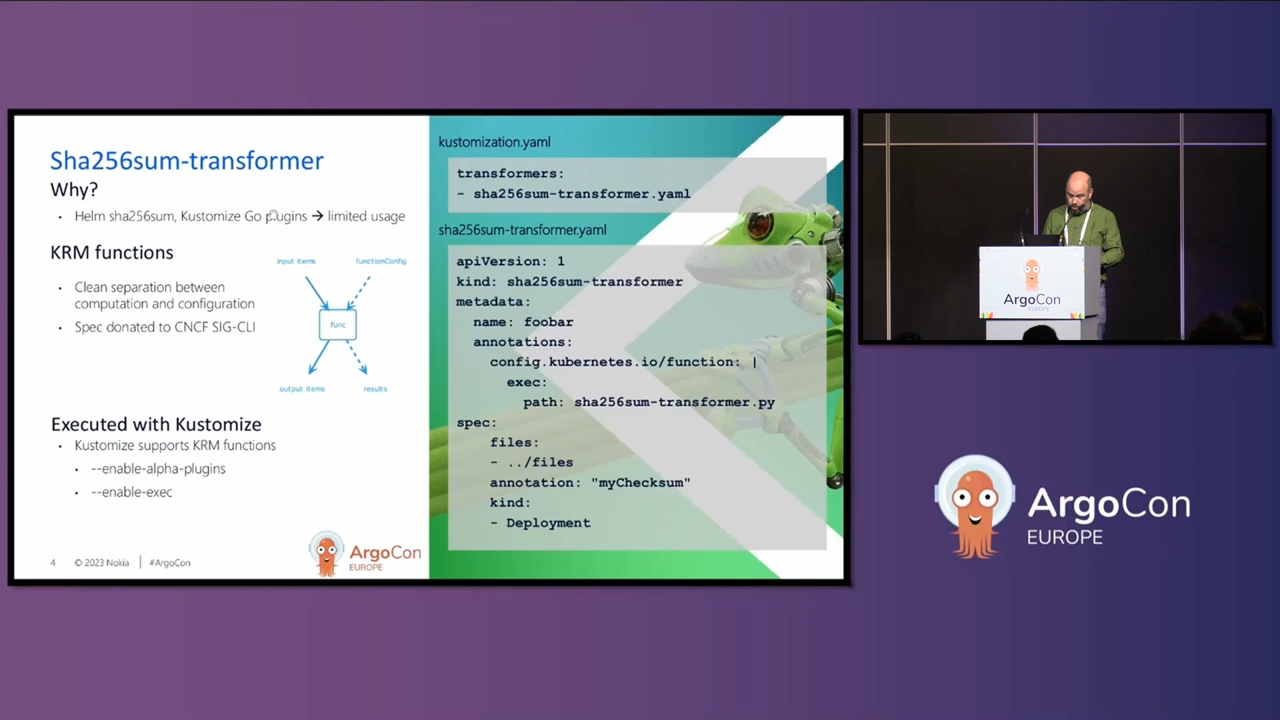 Sha256sum-transformer
Why?
• Helm sha256sum, Kustomize Go plugins → limited usage
KRM functions
• Clean separation between
computation and configuration
• Spec donated to CNCF SIG-CLI
input items
functionConfig
func
output items
results
Executed with Kustomize
• Kustomize supports KRM functions
• --enable-alpha-plugins
• --enable-exec
4 © 2023 Nokia | #ArgoCon
ArgoCon
EUROPE
kustomization.yaml
transformers:
- sha256sum-transformer.yaml
sha256sum-transformer.yaml
apiVersion: 1
kind: sha256sum-transformer
metadata:
  name: foobar
  annotations:
    config.kubernetes.io/function: |
      exec:
        path: sha256sum-transformer.py
spec:
    files:
    - ../files
    annotation: "myChecksum"
    kind:
    - Deployment
ArgoCon
EUROPE
ArgoCon
EUROPE